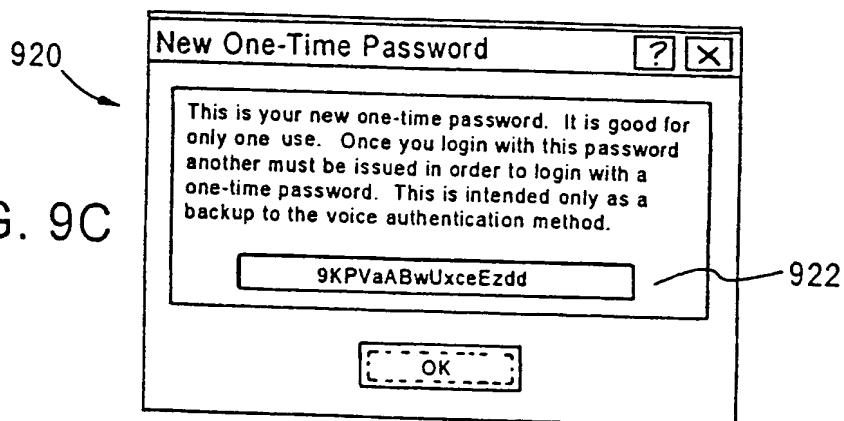 920
New One-Time Password ? X
This is your new one-time password. It is good for
only one use. Once you login with this password
another must be issued in order to login with a
one-time password. This is intended only as a
backup to the voice authentication method.
G. 9C
9KPVaABwUxceEzdd
922
OK